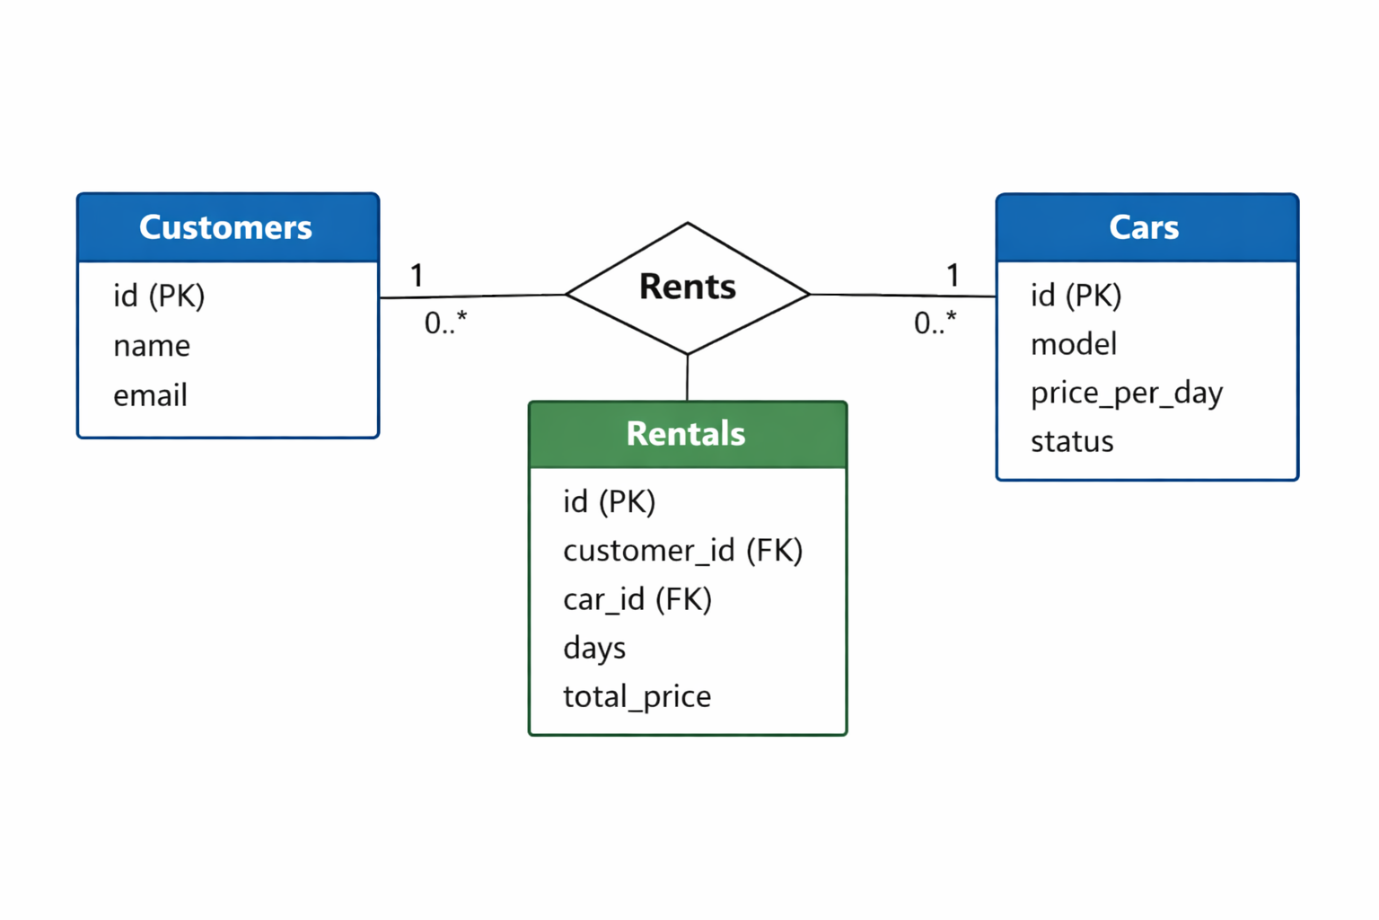 Customers
id (PK)
name
email
1
0..*
Rents
1
0..*
Cars
id (PK)
model
price_per_day
status
Rentals
id (PK)
customer_id (FK)
car_id (FK)
days
total_price